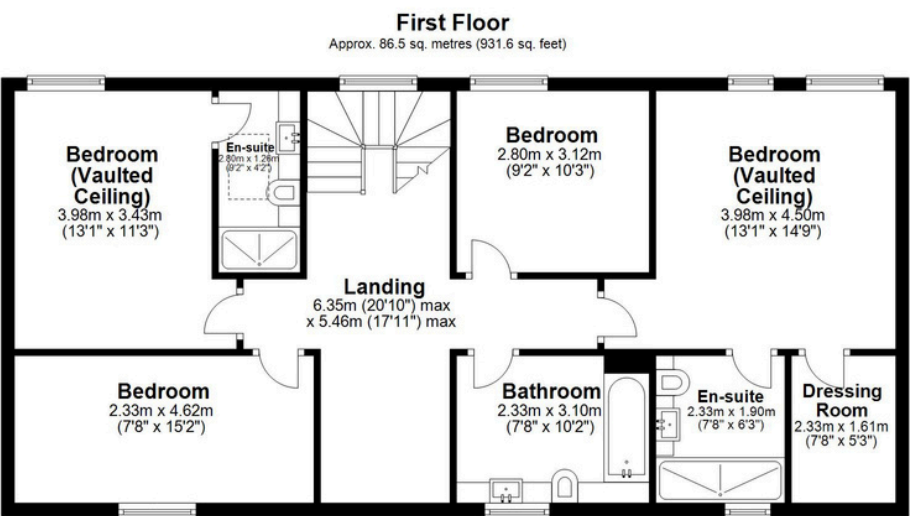 First Floor
Approx. 86.5 sq. metres (931.6 sq. feet)
Bedroom
(Vaulted
Ceiling)
3.98m x 3.43m
(13'1" x 11'3")
En-suite
2.80m x 1.26m
(9'2" x 4'2")
Bedroom
2.80m x 3.12m
(9'2" x 10'3")
Bedroom
(Vaulted
Ceiling)
3.98m x 4.50m
(13'1" x 14'9")
Landing
6.35m (20'10") max
x 5.46m (17'11") max
Bedroom
2.33m x 4.62m
(7'8" x 15'2")
Bathroom
2.33m x 3.10m
(7'8" x 10'2")
En-suite
2.33m x 1.90m
(7'8" x 6'3")
Dressing
Room
2.33m x 1.61m
(7'8" x 5'3")